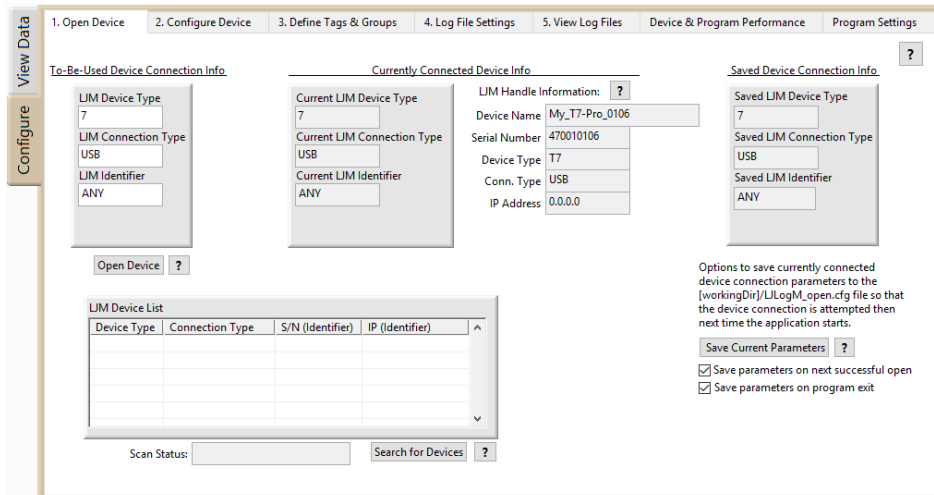 View Data
Configure
1. Open Device
2. Configure Device
3. Define Tags & Groups
4. Log File Settings
5. View Log Files
Device & Program Performance
Program Settings
?
To-Be-Used Device Connection Info
LJM Device Type
7
LJM Connection Type
USB
LJM Identifier
ANY
Open Device
?
Currently Connected Device Info
Current LJM Device Type
7
Current LJM Connection Type
USB
Current LJM Identifier
ANY
LJM Handle Information:
?
Device Name My_T7-Pro_0106
Serial Number 470010106
Device Type T7
Conn. Type USB
IP Address 0.0.0.0
Saved Device Connection Info
Saved LJM Device Type
7
Saved LJM Connection Type
USB
Saved LJM Identifier
ANY
Options to save currently connected
device connection parameters to the
[workingDir]/LJLogM_open.cfg file so that
the device connection is attempted then
next time the application starts.
Save Current Parameters
?
Save parameters on next successful open
Save parameters on program exit
LJM Device List
Device Type Connection Type S/N (Identifier) IP (Identifier)
Scan Status:
Search for Devices
?